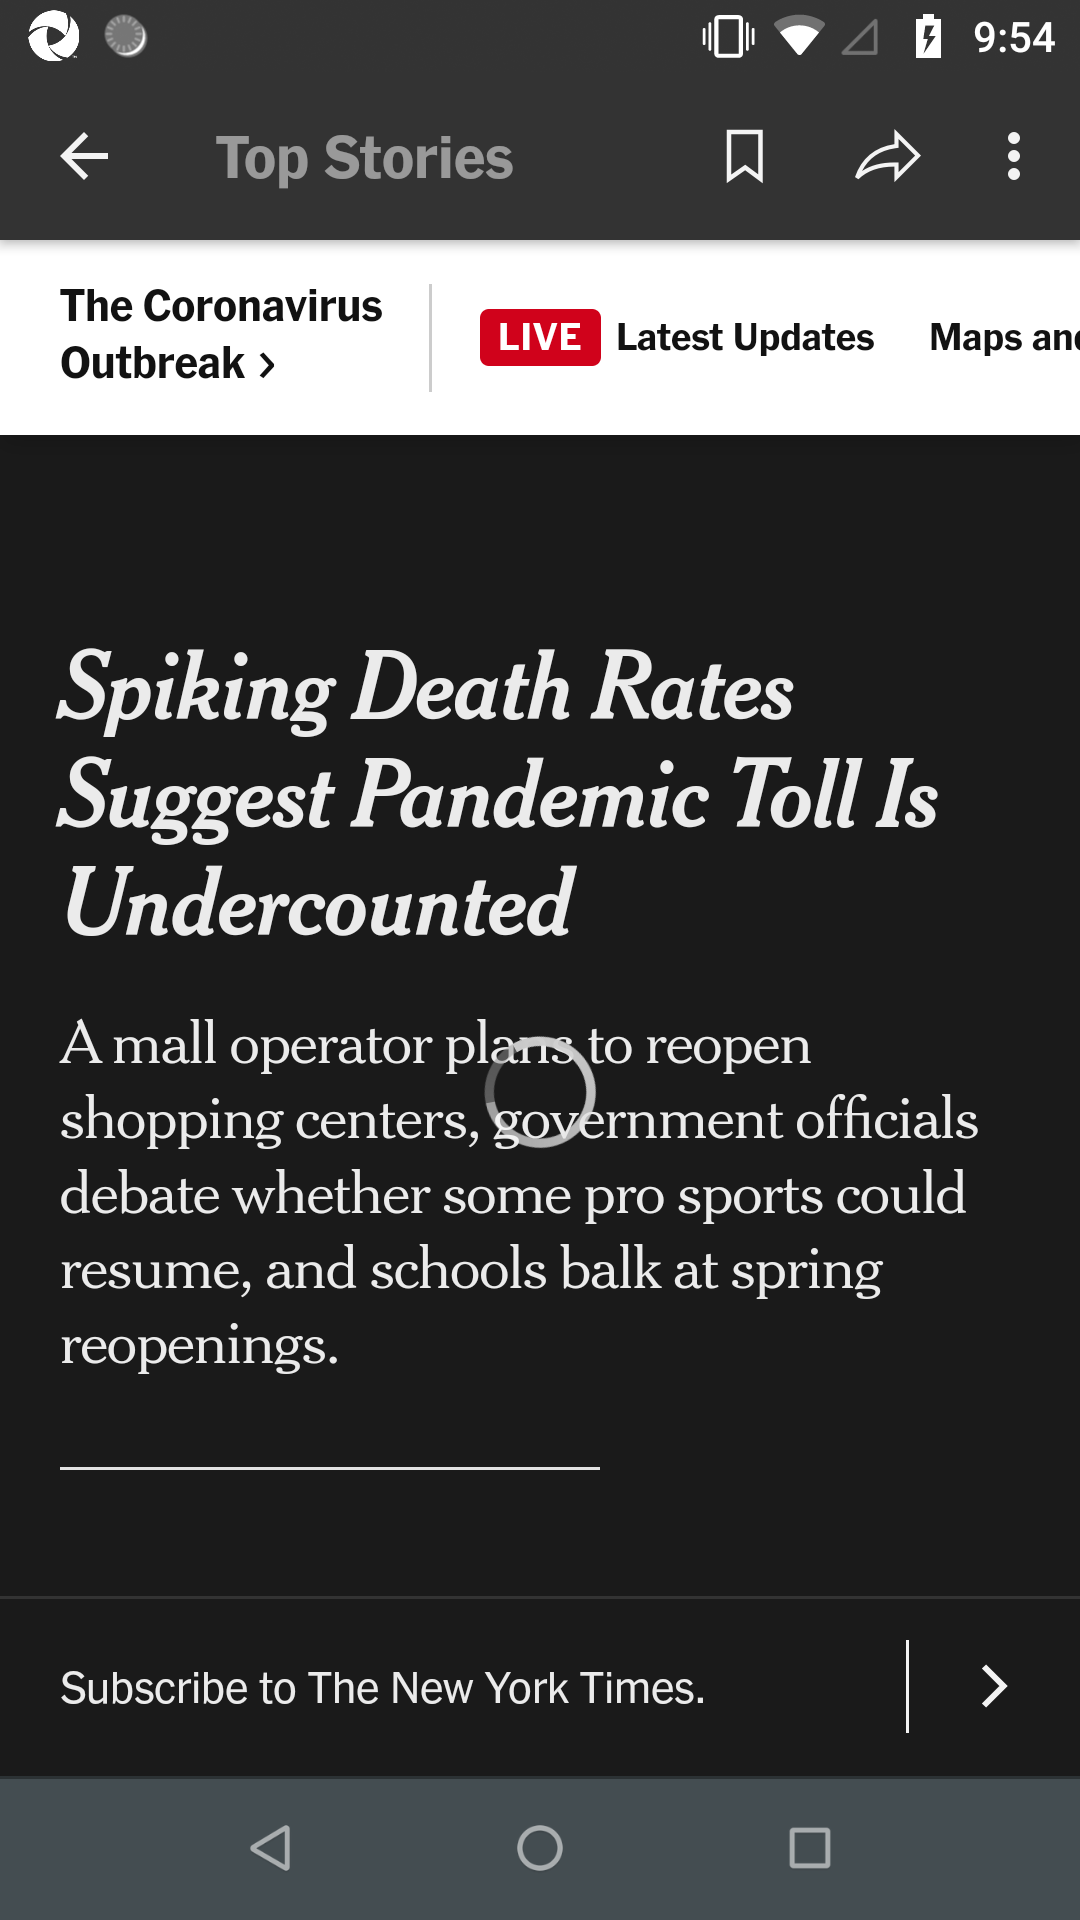 9:54
Top Stories
The Coronavirus
Outbreak
LIVE Latest Updates Maps and
Spiking Death Rates
Suggest Pandemic Toll Is
Undercounted
A mall operator plans to reopen
shopping centers, government officials
debate whether some pro sports could
resume, and schools balk at spring
reopenings.
Subscribe to The New York Times.